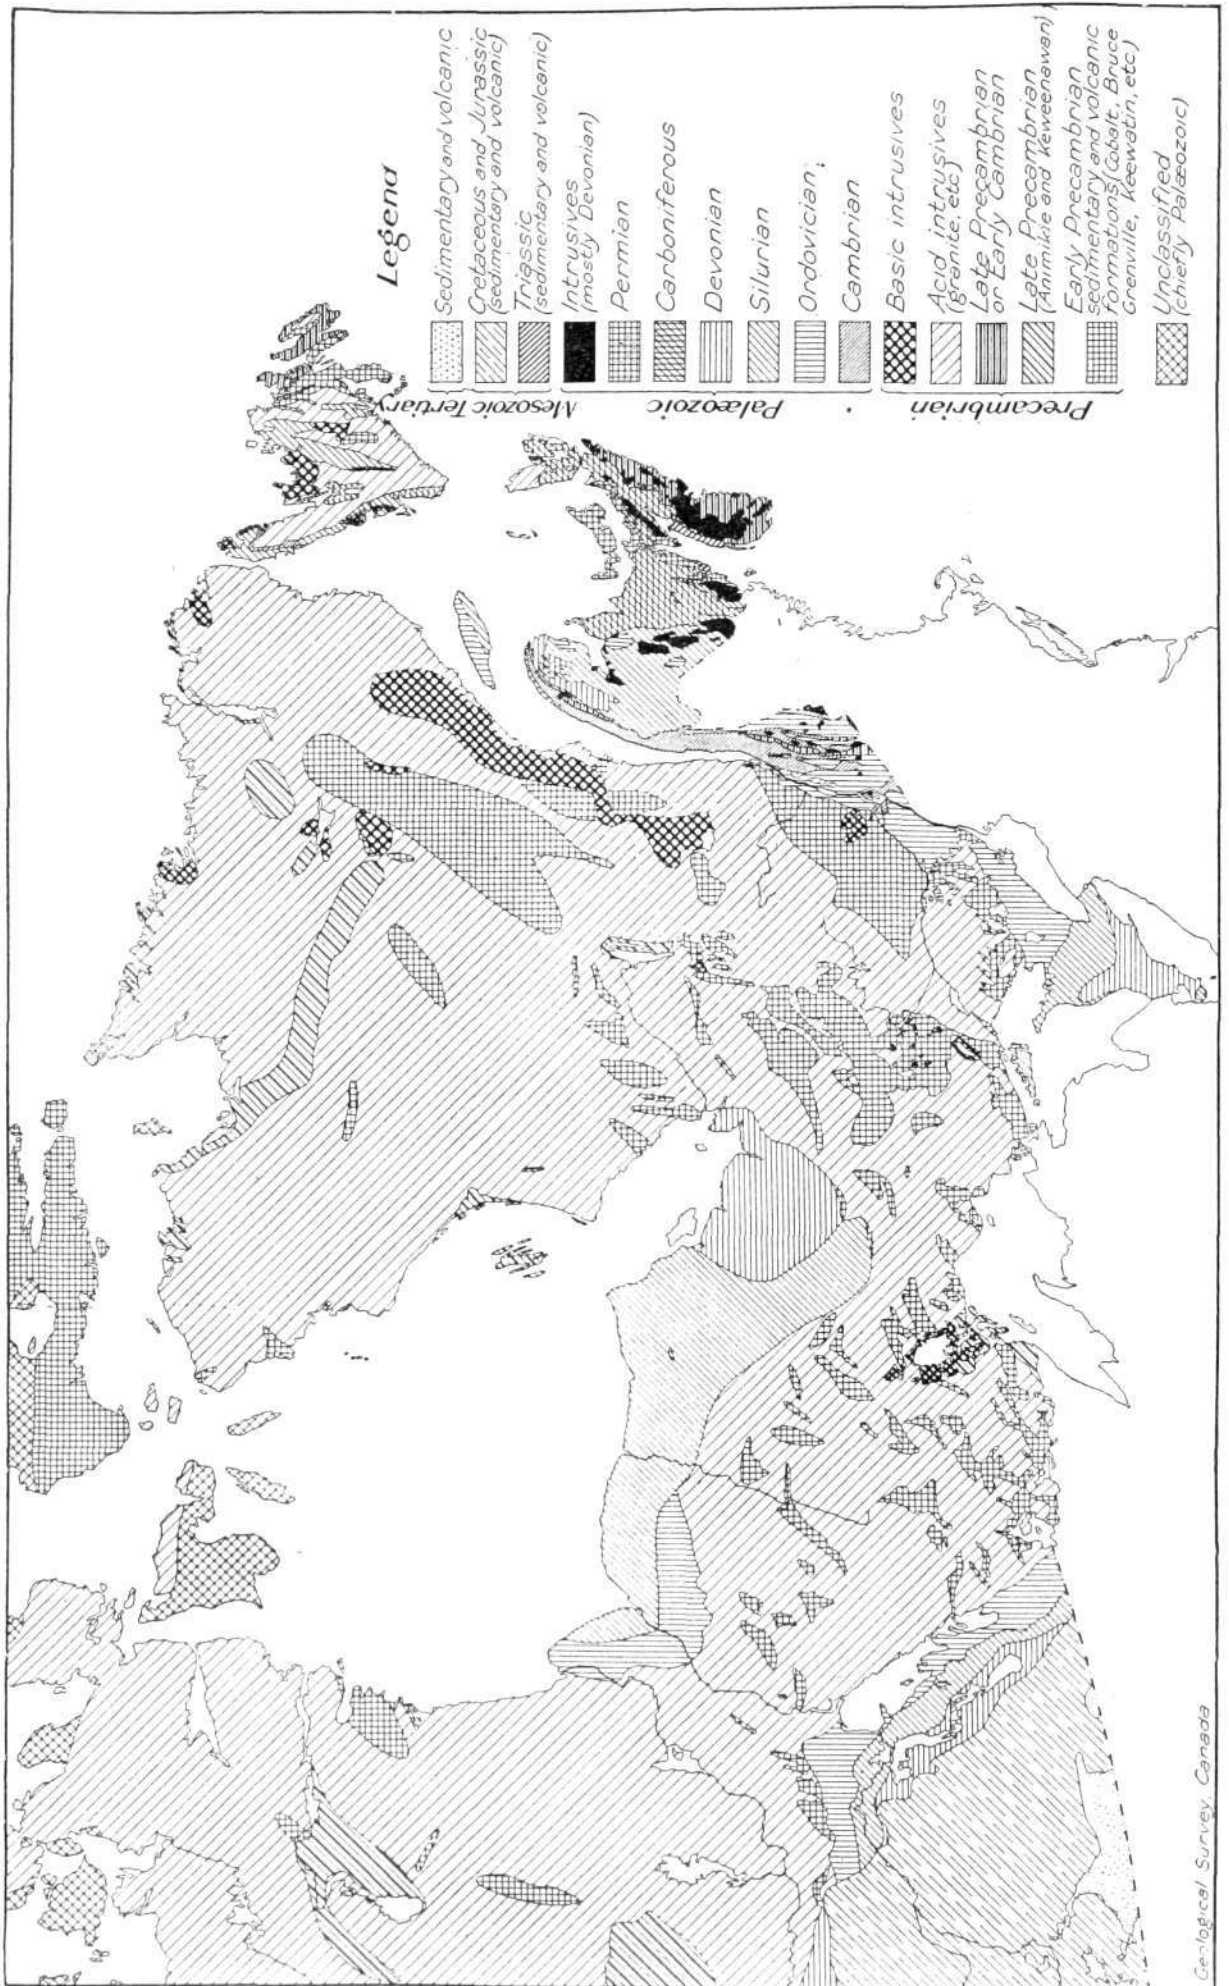 Legend
Tertiary
Sedimentary and volcanic
Mesozoic
Cretaceous and Jurassic
(sedimentary and volcanic)
Triassic
(sedimentary and volcanic)
Palæozoic
Intrusives
(mostly Devonian)
Permian
Carboniferous
Devonian
Silurian
Ordovician
Cambrian
Precambrian
Basic intrusives
Acid intrusives
(granite, etc)
Late Precambrian
or Early Cambrian
Late Precambrian
(Animikie and Keweenawan)
Early Precambrian
sedimentary and volcanic
formations (Cobalt, Bruce
Grenville, Keewatin, etc)
Unclassified
(chiefly Palæozoic)
Geological Survey, Canada